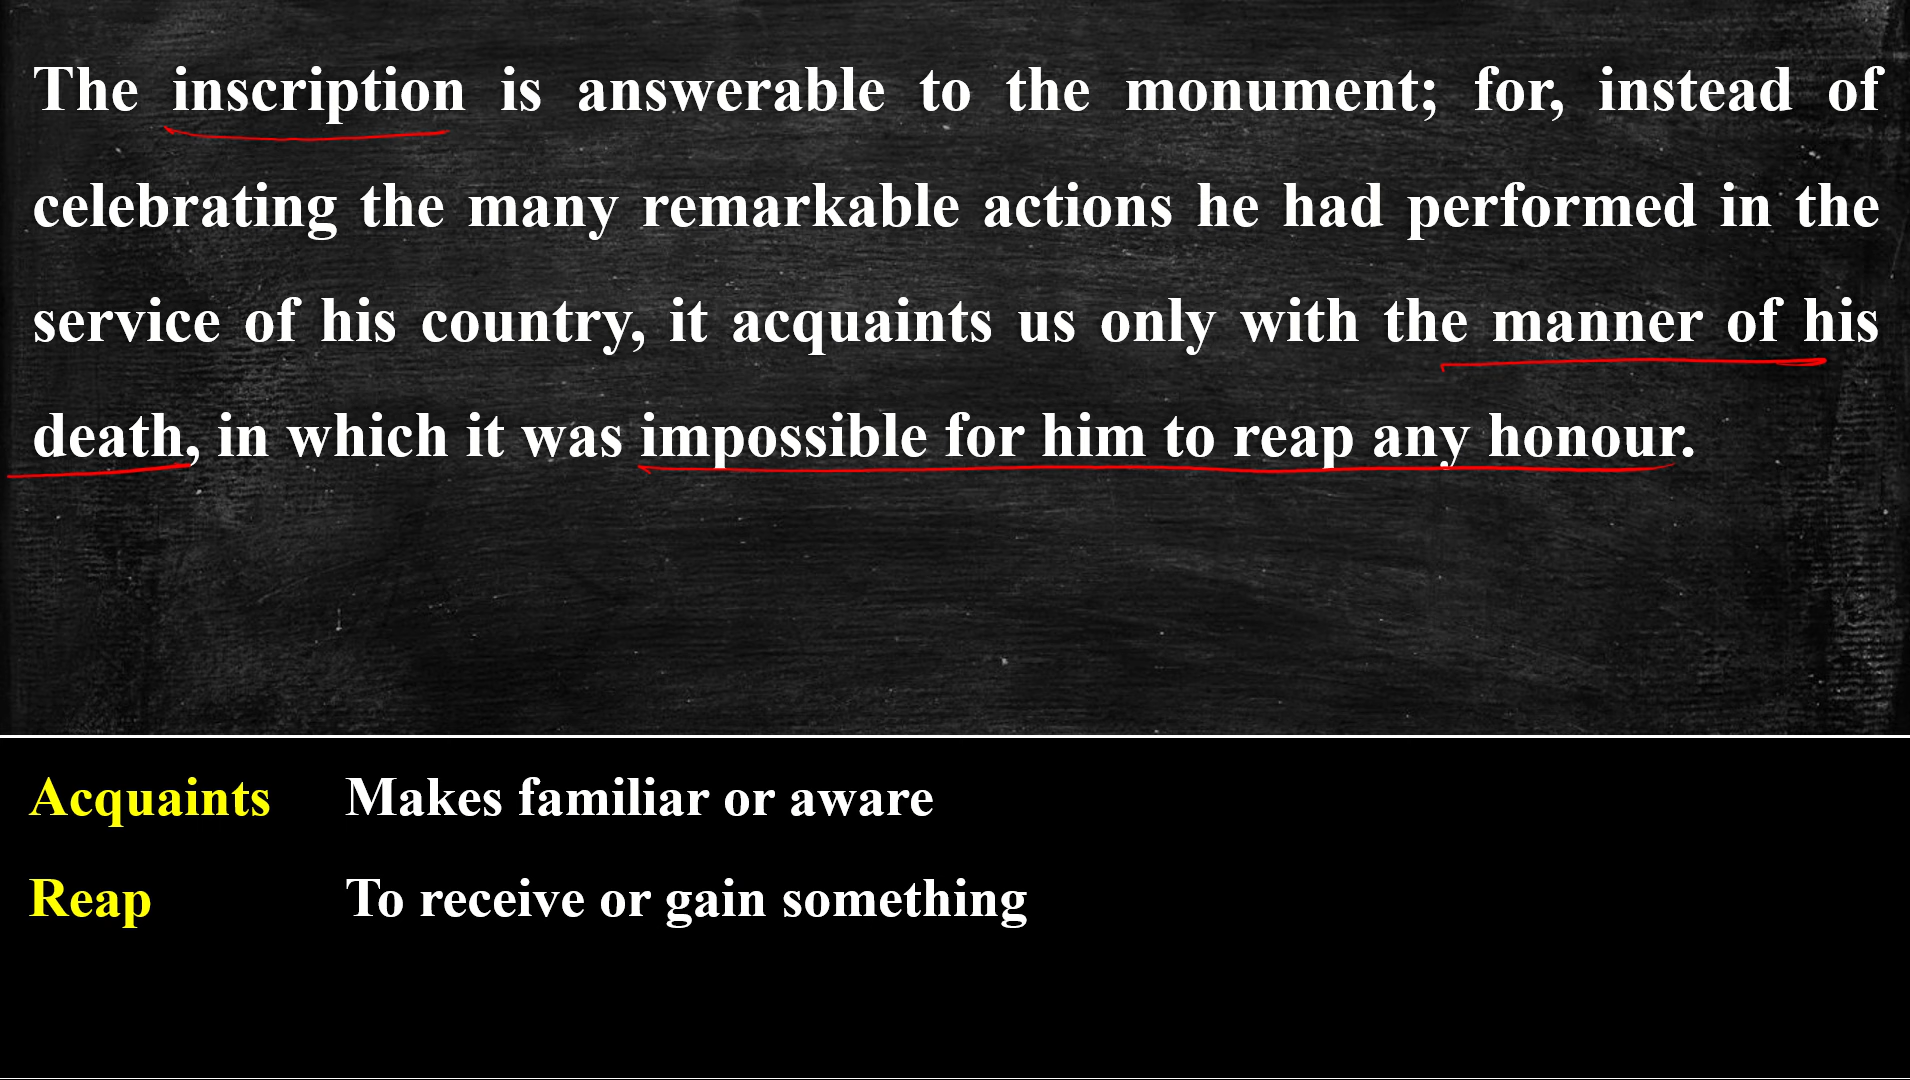 The inscription is answerable to the monument; for, instead of
celebrating the many remarkable actions he had performed in the
service of his country, it acquaints us only with the manner of his
death, in which it was impossible for him to reap any honour.
Acquaints Makes familiar or aware
Reap To receive or gain something